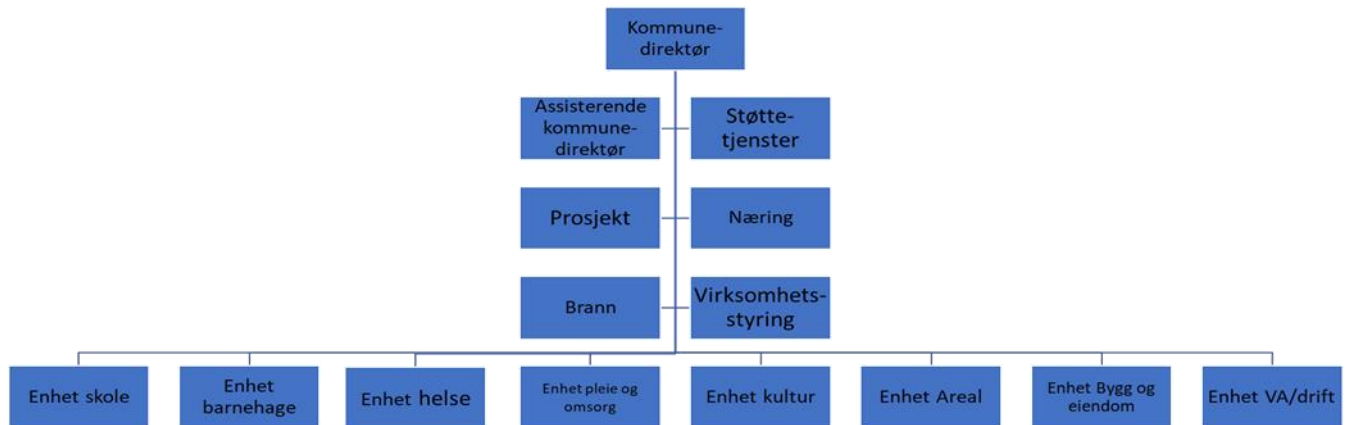 Kommune-
direktør
Assisterende
kommune-
direktør
Støtte-
tjenster
Prosjekt
Næring
Brann
Virksomhets-
styring
Enhet skole
Enhet
barnehage
Enhet helse
Enhet pleie og
omsorg
Enhet kultur
Enhet Areal
Enhet Bygg og
eiendom
Enhet VA/drift